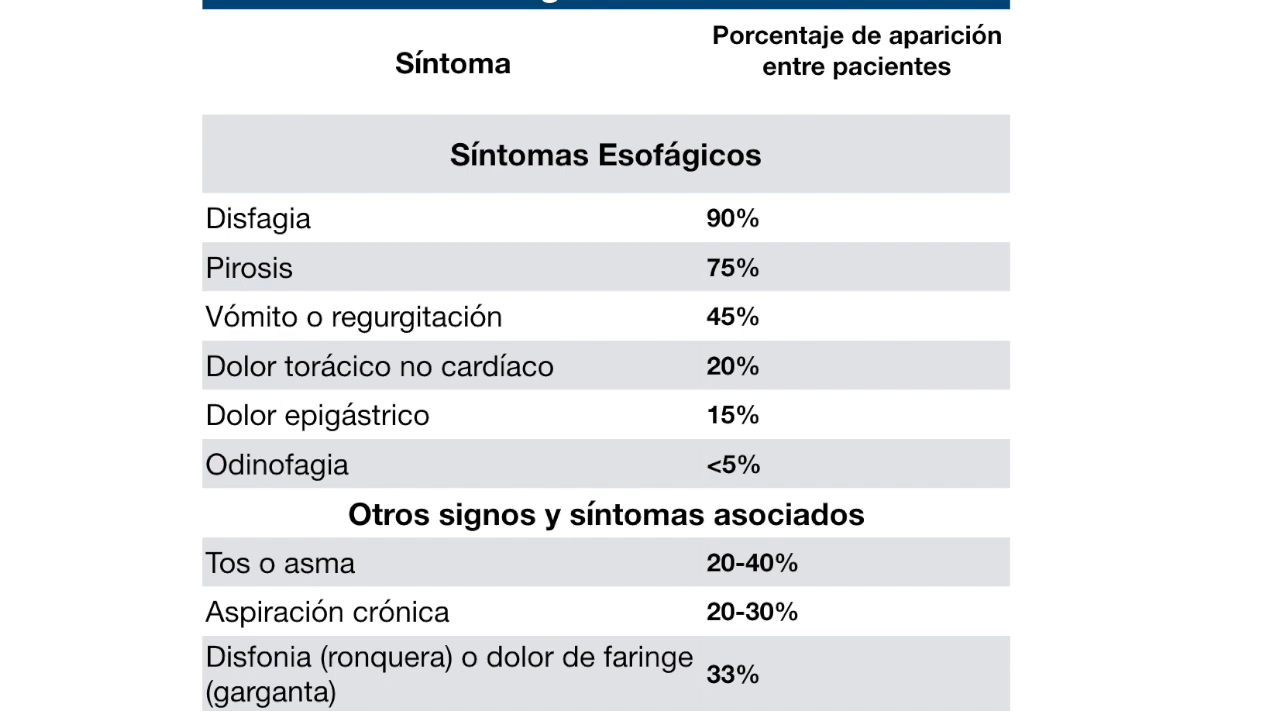 Síntoma
Porcentaje de aparición
entre pacientes
Síntomas Esofágicos
Disfagia 90%
Pirosis 75%
Vómito o regurgitación 45%
Dolor torácico no cardíaco 20%
Dolor epigástrico 15%
Odinofagia <5%
Otros signos y síntomas asociados
Tos o asma 20-40%
Aspiración crónica 20-30%
Disfonia (ronquera) o dolor de faringe
(garganta) 33%